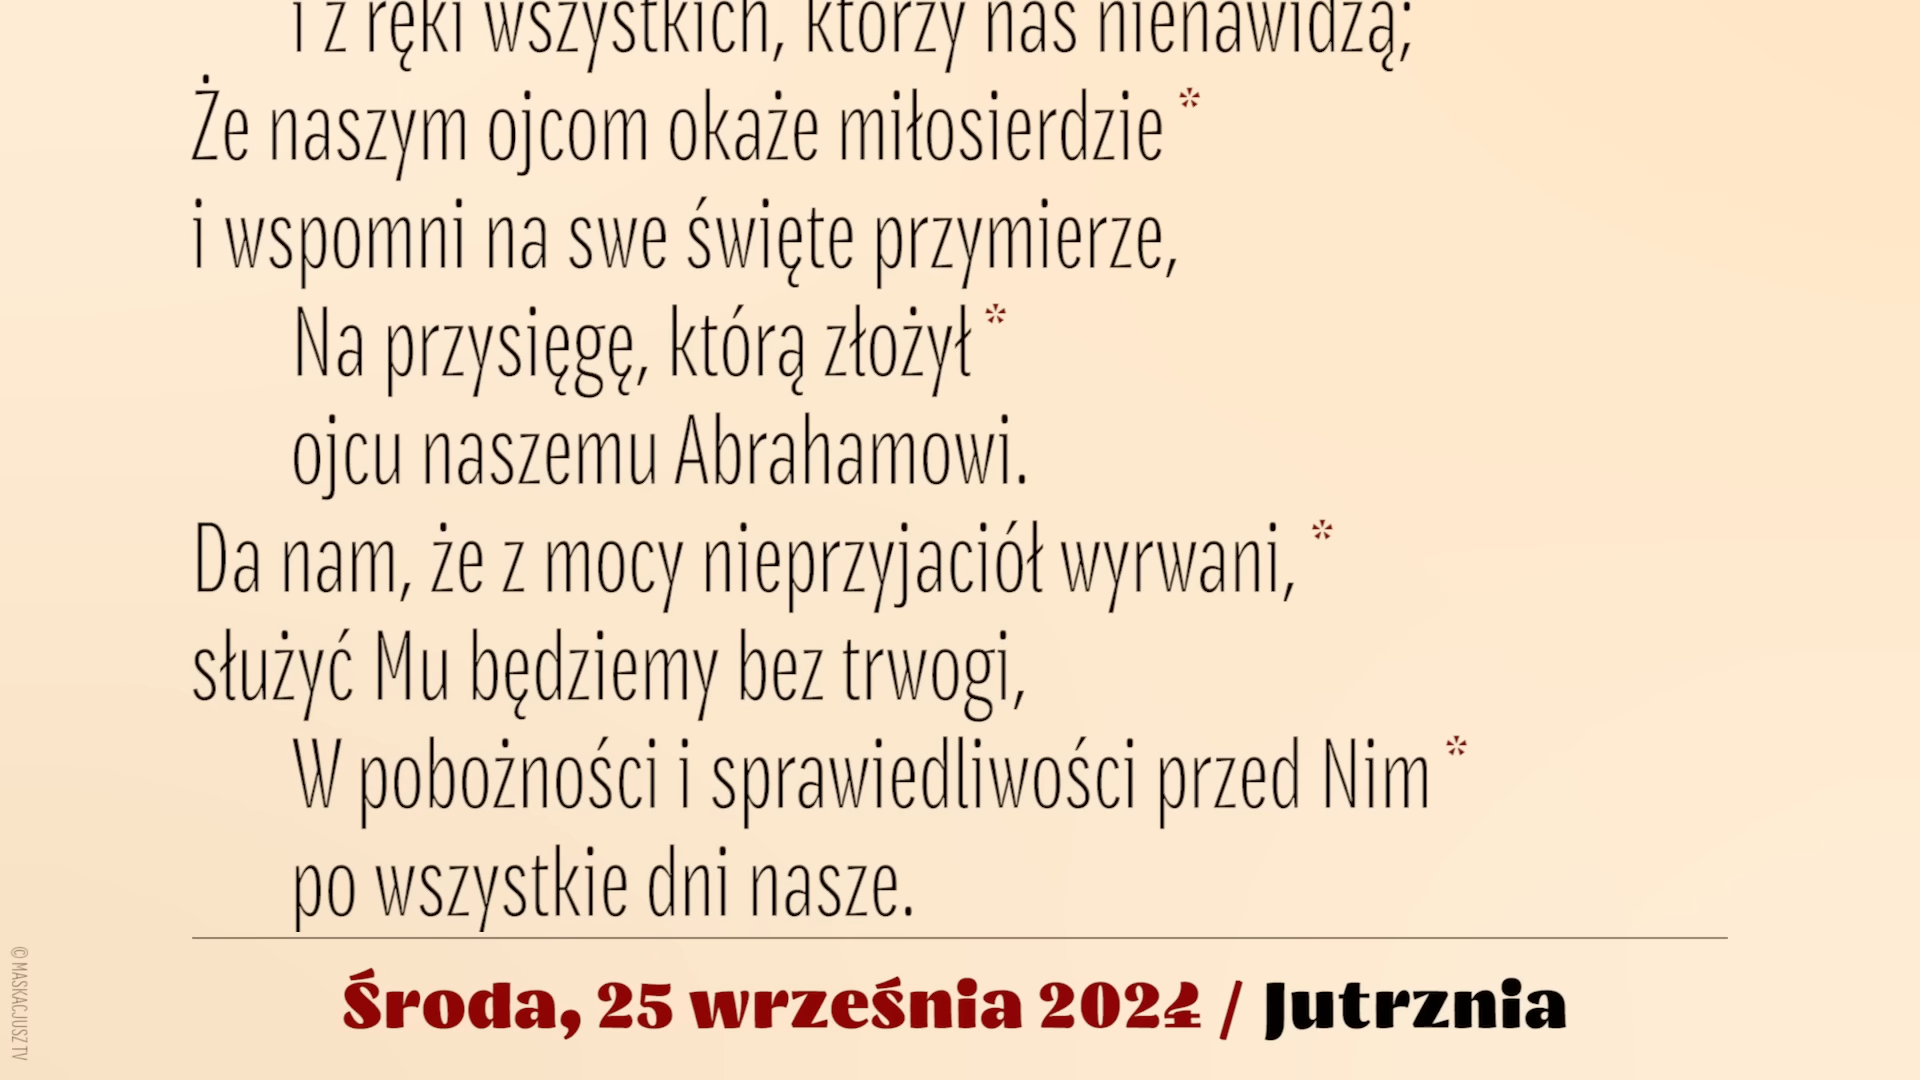 i z ręki wszystkich, którzy nas nienawidzą;
Że naszym ojcom okaże miłosierdzie *
i wspomni na swe święte przymierze,
Na przysięgę, którą złożył *
ojcu naszemu Abrahamowi.
Da nam, że z mocy nieprzyjaciół wyrwani, *
służyć Mu będziemy bez trwogi,
W pobożności i sprawiedliwości przed Nim *
po wszystkie dni nasze.
Środa, 25 września 2024 / Jutrznia
© MASKACJUSZ TV